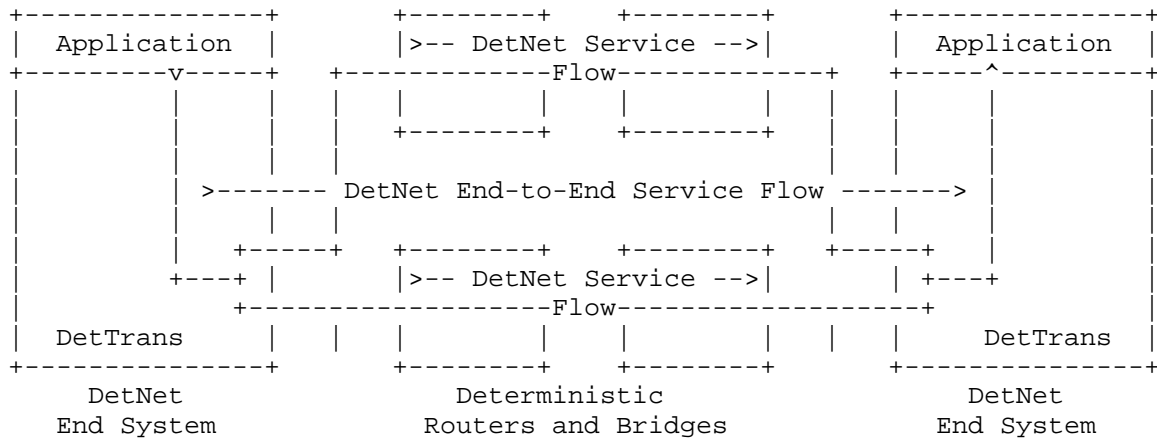 Application >-- DetNet Service --> Application
v Flow ^
>------- DetNet End-to-End Service Flow ------->
>-- DetNet Service -->
Flow
DetTrans DetTrans
DetNet Deterministic DetNet
End System Routers and Bridges End System